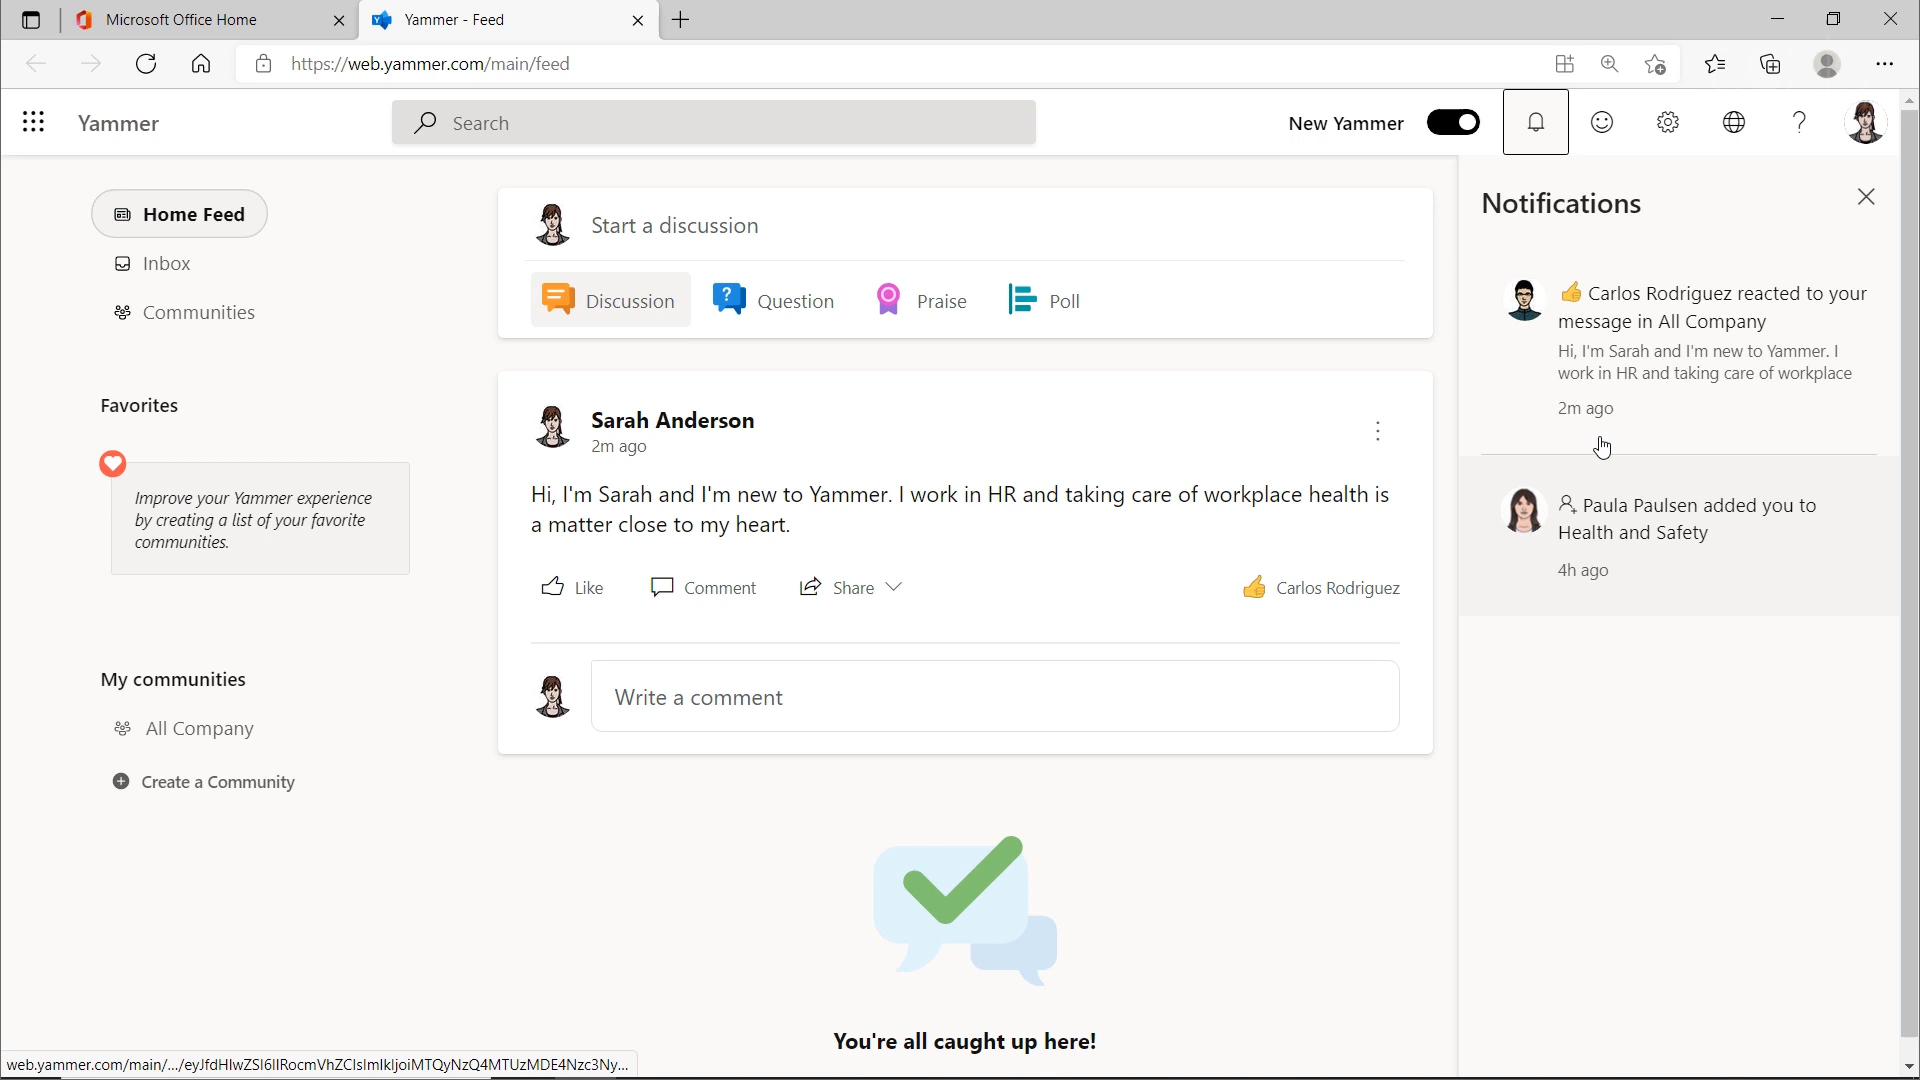 Microsoft Office Home
Yammer - Feed
https://web.yammer.com/main/feed
Yammer
Search
New Yammer
Home Feed
Inbox
Communities
Favorites
Improve your Yammer experience
by creating a list of your favorite
communities.
My communities
All Company
Create a Community
Start a discussion
Discussion
Question
Praise
Poll
Sarah Anderson
2m ago
Hi, I'm Sarah and I'm new to Yammer. I work in HR and taking care of workplace health is
a matter close to my heart.
Like
Comment
Share
Carlos Rodriguez
Write a comment
You're all caught up here!
Notifications
Carlos Rodriguez reacted to your
message in All Company
Hi, I'm Sarah and I'm new to Yammer. I
work in HR and taking care of workplace
2m ago
Paula Paulsen added you to
Health and Safety
4h ago